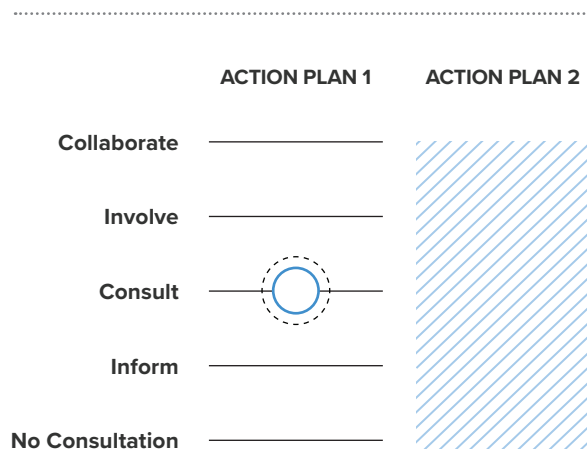 ACTION PLAN 1 ACTION PLAN 2
Collaborate
Involve
Consult
Inform
No Consultation